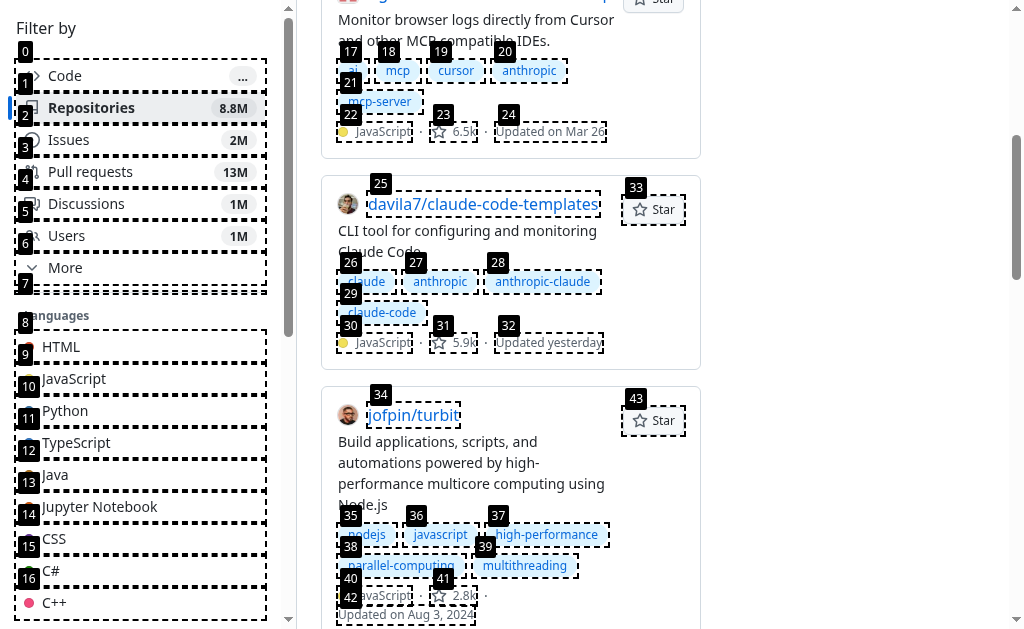 Filter by
0
Code
...
1
Repositories
8.8M
2
Issues
2M
3
Pull requests
13M
4
Discussions
1M
5
Users
1M
6
More
7
Languages
8
HTML
9
JavaScript
10
Python
11
TypeScript
12
Java
13
Jupyter Notebook
14
CSS
15
C#
16
C++
Star
Monitor browser logs directly from Cursor
and other MCP compatible IDEs.
17 18 19 20
ai mcp cursor anthropic
21
mcp-server
22 23 24
JavaScript · 6.5k · Updated on Mar 26
25
davila7/claude-code-templates
33
Star
CLI tool for configuring and monitoring
Claude Code
26 27 28
claude anthropic anthropic-claude
29
claude-code
30 31 32
JavaScript · 5.9k · Updated yesterday
34
jofpin/turbit
43
Star
Build applications, scripts, and
automations powered by high-
performance multicore computing using
Node.js
35 36 37
nodejs javascript high-performance
38 39
parallel-computing multithreading
40 41
JavaScript · 2.8k ·
42
Updated on Aug 3, 2024